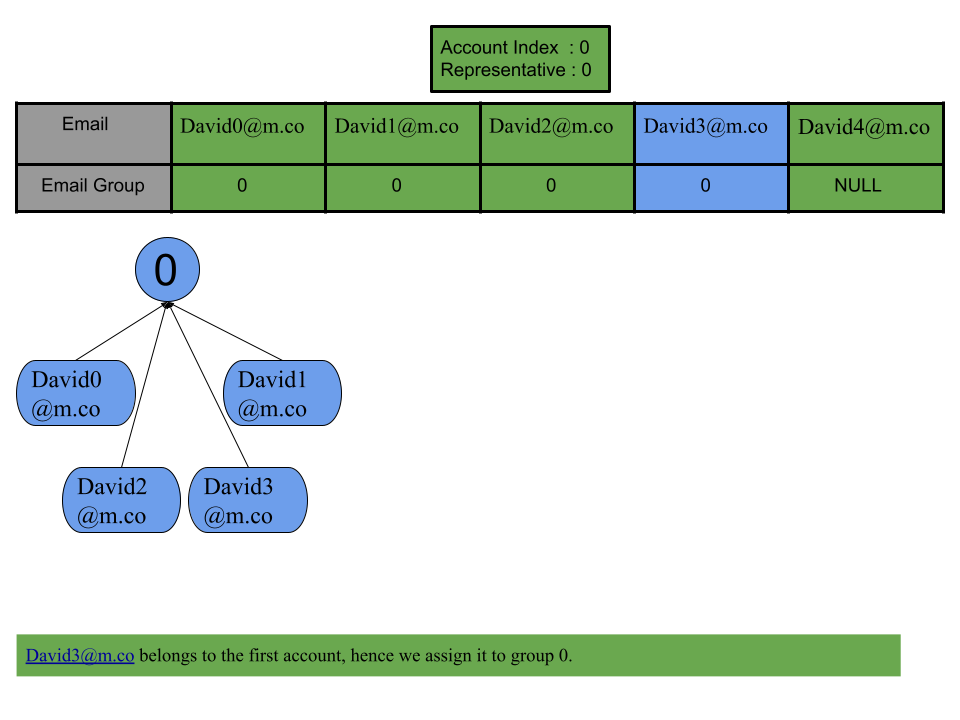 Account Index : 0
Representative : 0
Email David0@m.co David1@m.co David2@m.co David3@m.co David4@m.co
Email Group 0 0 0 0 NULL
0
David0
@m.co
David1
@m.co
David2
@m.co
David3
@m.co
David3@m.co belongs to the first account, hence we assign it to group 0.